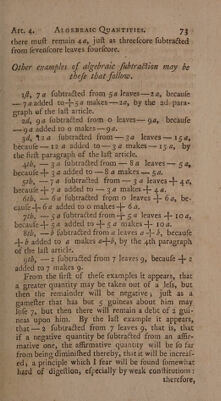 Art. 4. ALGEBRAIC QUANTITIES. 73
there muſt remain 4a, juſt as threeſcore ſubtracted
from ſevenſcore leaves fourſcore.
Other examples of algebraic ſubtraction may be
theſe that follow.
1ſt, 7a ſubtracted from 5a leaves—2a, becauſe
—7a added to+5a makes—2a, by the 2d para-
graph of the laſt article.
2d, 9a ſubtracted from 0 leaves—9a, becauſe
—9a added to 0 makes—9a.
3d, 12a ſubtracted from—3a leaves—15a,
becauſe—12a added to—3a makes—15a, by
the firſt paragraph of the laſt article.
4th,—3a ſubtracted from—8a leaves—5a,
becauſe+3a added to—8a makes—5a.
5th,—7a ſubtracted from—3a leaves+4a,
becauſe+7a added to—3a makes+4a.
6th,—6a ſubtracted from 0 leaves+6a, be-
cauſe+6a added to 0 makes+6a.
7th,—5a ſubtracted from+5a leaves+10a,
becauſe+5a added to+5a makes+10a.
8th,—b ſubtracted from a leaves a+b, becauſe
+b added to a makes a+b, by the 4th paragraph
of the laſt article.
9th,—2 ſubtracted from 7 leaves 9, becauſe+2
added to 7 makes 9.
From the firſt of theſe examples it appears, that
a greater quantity may be taken out of a leſs, but
then the remainder will be negative; juſt as a
gameſter that has but 5 guineas about him may
loſe 7, but then there will remain a debt of 2 gui-
neas upon him. By the laſt example it appears,
that—2 ſubtracted from 7 leaves 9, that is, that
if a negative quantity be ſubtracted from an affir-
mative one, the affirmative quantity will be ſo far
from being diminiſhed thereby, that it will be increaſ-
ed; a principle which I fear will be found ſomewhat
hard of digeſtion, eſpecially by weak conſtitutions:
therefore,